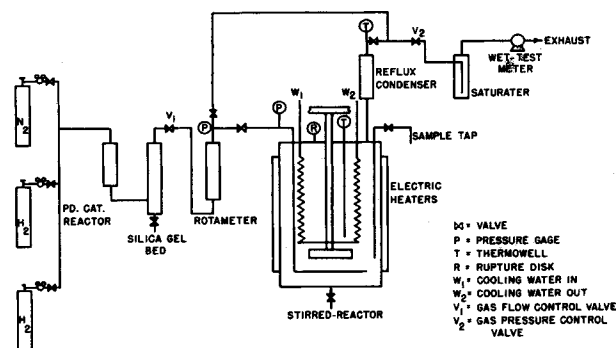 T
V2
EXHAUST
WET-TEST
METER
REFLUX
CONDENSER
SATURATER
W1
W2
N2
V1
P
P
R
T
SAMPLE TAP
H2
PD. CAT.
REACTOR
SILICA GEL
BED
ROTAMETER
ELECTRIC
HEATERS
H2
STIRRED-REACTOR
⋈ = VALVE
P = PRESSURE GAGE
T = THERMOWELL
R = RUPTURE DISK
W1 = COOLING WATER IN
W2 = COOLING WATER OUT
V1 = GAS FLOW CONTROL VALVE
V2 = GAS PRESSURE CONTROL
VALVE